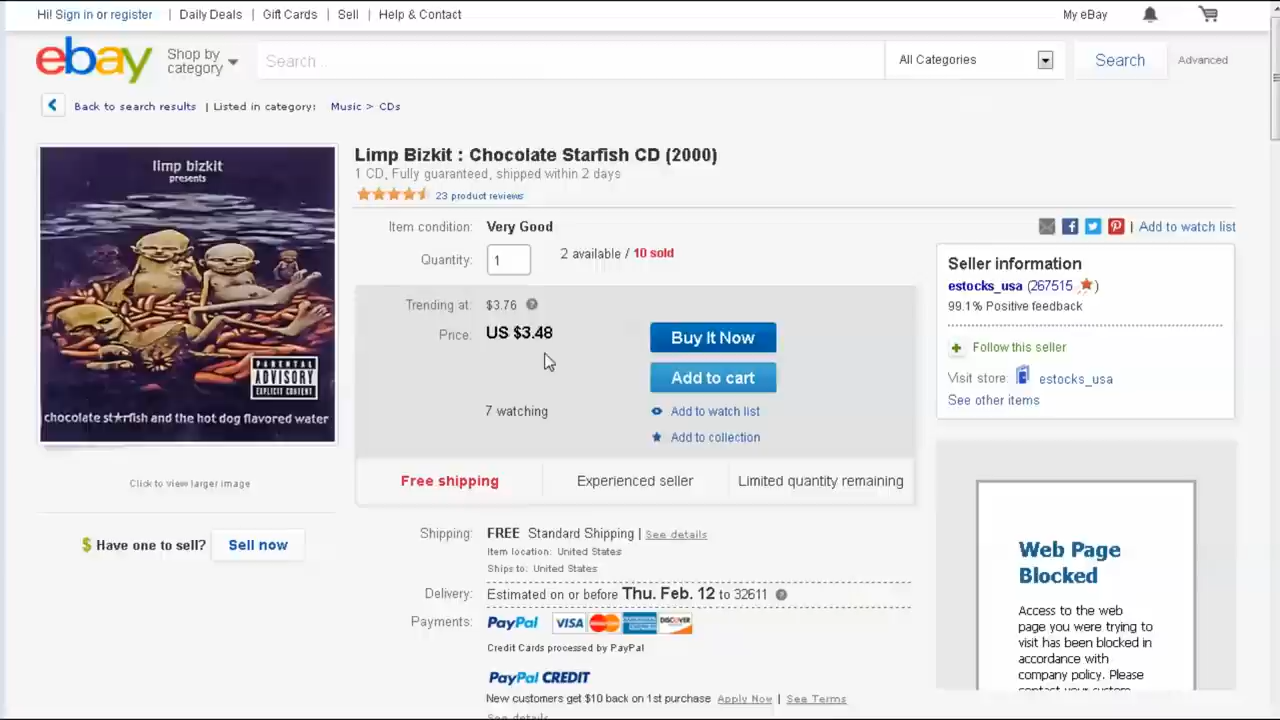 Hi! Sign in or register | Daily Deals | Gift Cards | Sell | Help & Contact
My eBay
ebay
Shop by
category
Search...
All Categories
Search
Advanced
Back to search results | Listed in category: Music > CDs
limp bizkit
presents
PARENTAL
ADVISORY
EXPLICIT CONTENT
chocolate st★rfish and the hot dog flavored water
Click to view larger image
$ Have one to sell? Sell now
Limp Bizkit : Chocolate Starfish CD (2000)
1 CD, Fully guaranteed, shipped within 2 days
23 product reviews
Item condition: Very Good
Quantity: 1 2 available / 10 sold
Trending at: $3.76 ?
Price: US $3.48
Buy It Now
Add to cart
7 watching
Add to watch list
Add to collection
Free shipping Experienced seller Limited quantity remaining
Shipping: FREE Standard Shipping | See details
Item location: United States
Ships to: United States
Delivery: Estimated on or before Thu. Feb. 12 to 32611 ?
Payments: PayPal VISA MasterCard DISCOVER
Credit Cards processed by PayPal
PayPal CREDIT
New customers get $10 back on 1st purchase Apply Now | See Terms
See details
| Add to watch list
Seller information
estocks_usa (267515 ★)
99.1% Positive feedback
+ Follow this seller
Visit store: estocks_usa
See other items
Web Page
Blocked
Access to the web
page you were trying to
visit has been blocked in
accordance with
company policy. Please